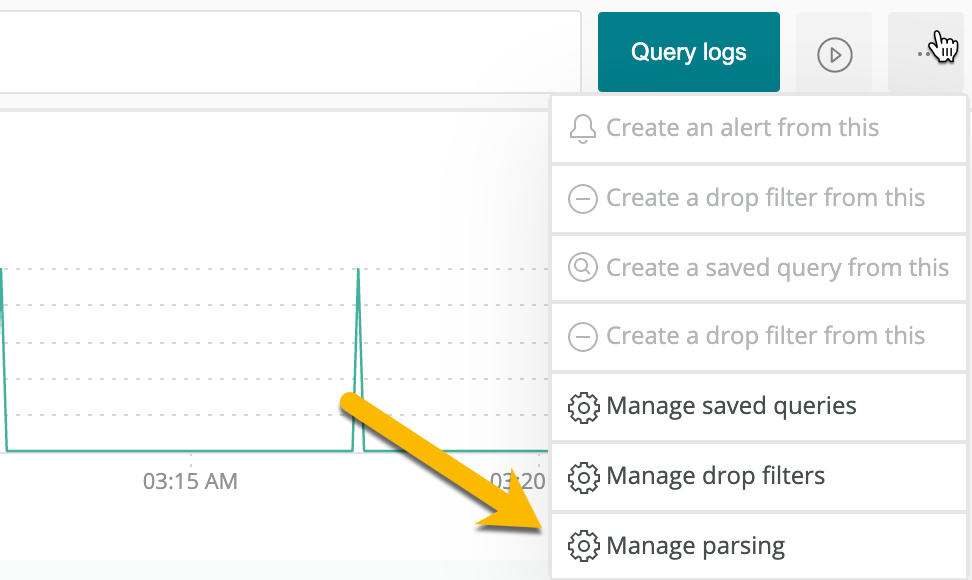 Query logs
Create an alert from this
Create a drop filter from this
Create a saved query from this
Create a drop filter from this
Manage saved queries
Manage drop filters
Manage parsing
03:15 AM
03:20